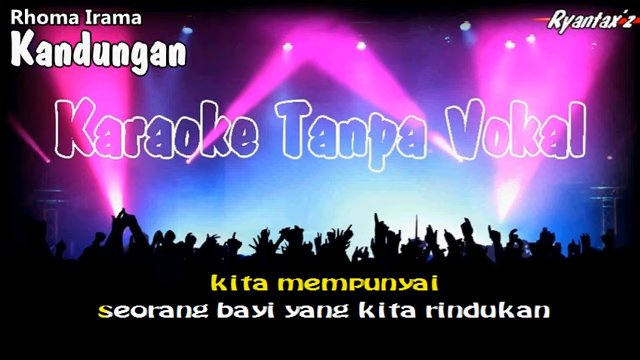 Rhoma Irama
Kandungan
Ryantax'z
Karaoke Tanpa Vokal
kita mempunyai
seorang bayi yang kita rindukan